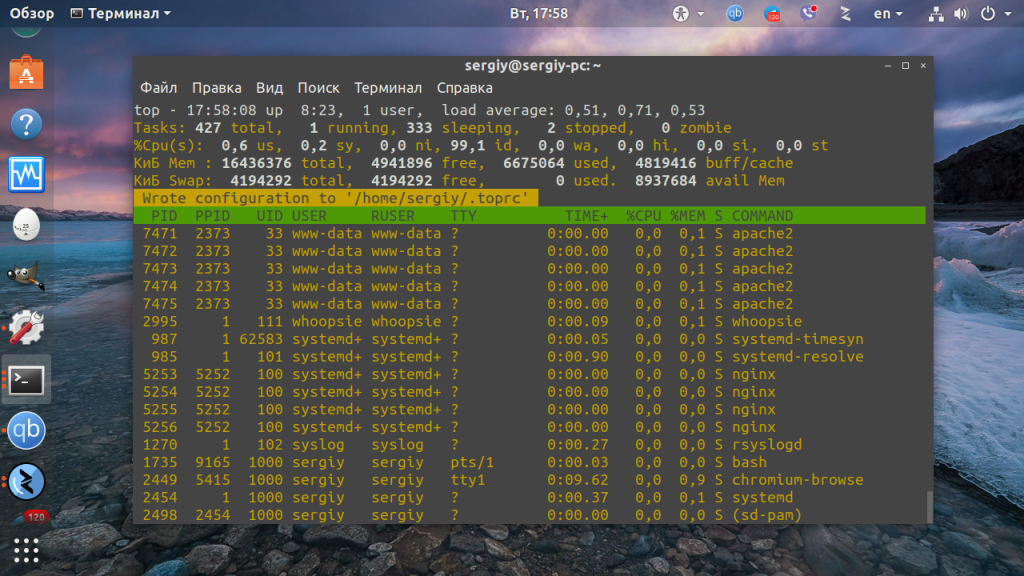 Обзор Терминал Вт, 17:58 qb 120 en
sergiy@sergiy-pc: ~
Файл Правка Вид Поиск Терминал Справка
top - 17:58:08 up  8:23,  1 user,  load average: 0,51, 0,71, 0,53
Tasks: 427 total,   1 running, 333 sleeping,   2 stopped,   0 zombie
%Cpu(s):  0,6 us,  0,2 sy,  0,0 ni, 99,1 id,  0,0 wa,  0,0 hi,  0,0 si,  0,0 st
КиБ Mem : 16436376 total,  4941896 free,  6675064 used,  4819416 buff/cache
КиБ Swap:  4194292 total,  4194292 free,        0 used.  8937684 avail Mem
Wrote configuration to '/home/sergiy/.toprc'
PID  PPID   UID USER     RUSER    TTY          TIME+  %CPU %MEM S COMMAND
7471  2373    33 www-data www-data ?          0:00.00   0,0  0,1 S apache2
7472  2373    33 www-data www-data ?          0:00.00   0,0  0,1 S apache2
7473  2373    33 www-data www-data ?          0:00.00   0,0  0,1 S apache2
7474  2373    33 www-data www-data ?          0:00.00   0,0  0,1 S apache2
7475  2373    33 www-data www-data ?          0:00.00   0,0  0,1 S apache2
2995     1   111 whoopsie whoopsie ?          0:00.09   0,0  0,1 S whoopsie
987     1 62583 systemd+ systemd+ ?          0:00.05   0,0  0,0 S systemd-timesyn
985     1   101 systemd+ systemd+ ?          0:00.90   0,0  0,0 S systemd-resolve
5253  5252   100 systemd+ systemd+ ?          0:00.00   0,0  0,0 S nginx
5254  5252   100 systemd+ systemd+ ?          0:00.00   0,0  0,0 S nginx
5255  5252   100 systemd+ systemd+ ?          0:00.00   0,0  0,0 S nginx
5256  5252   100 systemd+ systemd+ ?          0:00.00   0,0  0,0 S nginx
1270     1   102 syslog   syslog   ?          0:00.27   0,0  0,0 S rsyslogd
1735  9165  1000 sergiy   sergiy   pts/1      0:00.03   0,0  0,0 S bash
2449  5415  1000 sergiy   sergiy   tty1       0:09.62   0,0  0,9 S chromium-browse
2454     1  1000 sergiy   sergiy   ?          0:00.37   0,0  0,1 S systemd
2498  2454  1000 sergiy   sergiy   ?          0:00.00   0,0  0,0 S (sd-pam)
qb
120